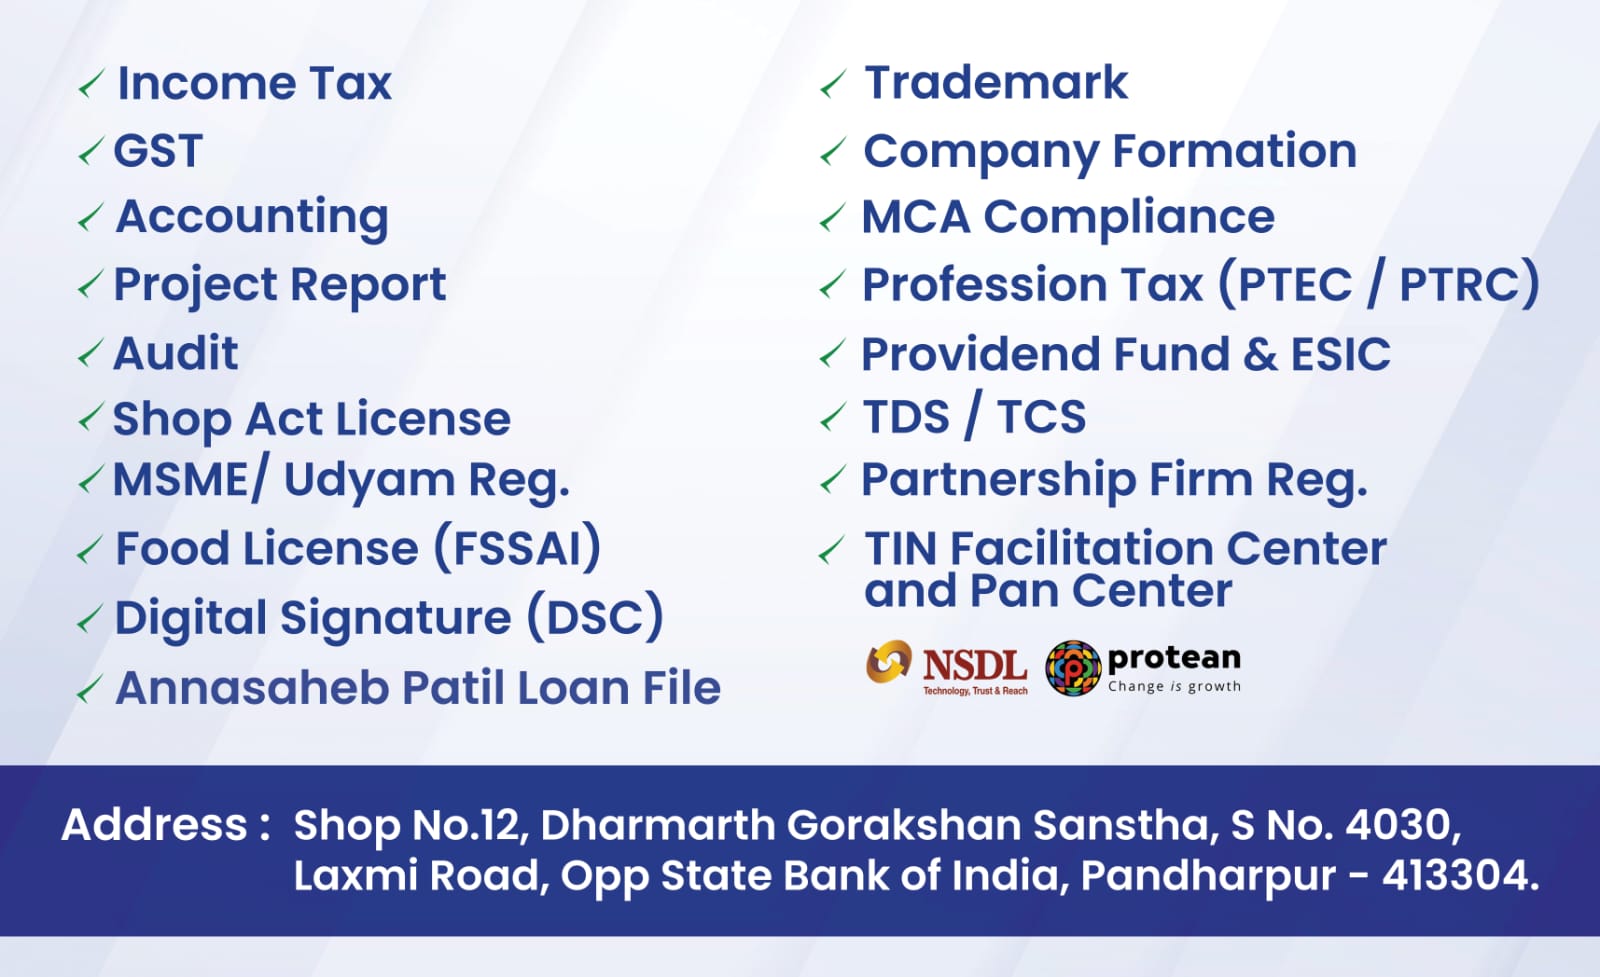 Income Tax
GST
Accounting
Project Report
Audit
Shop Act License
MSME/ Udyam Reg.
Food License (FSSAI)
Digital Signature (DSC)
Annasaheb Patil Loan File
Trademark
Company Formation
MCA Compliance
Profession Tax (PTEC / PTRC)
Providend Fund & ESIC
TDS / TCS
Partnership Firm Reg.
TIN Facilitation Center
and Pan Center
NSDL
Technology, Trust & Reach
protean
Change is growth
Address : Shop No.12, Dharmarth Gorakshan Sanstha, S No. 4030,
Laxmi Road, Opp State Bank of India, Pandharpur - 413304.